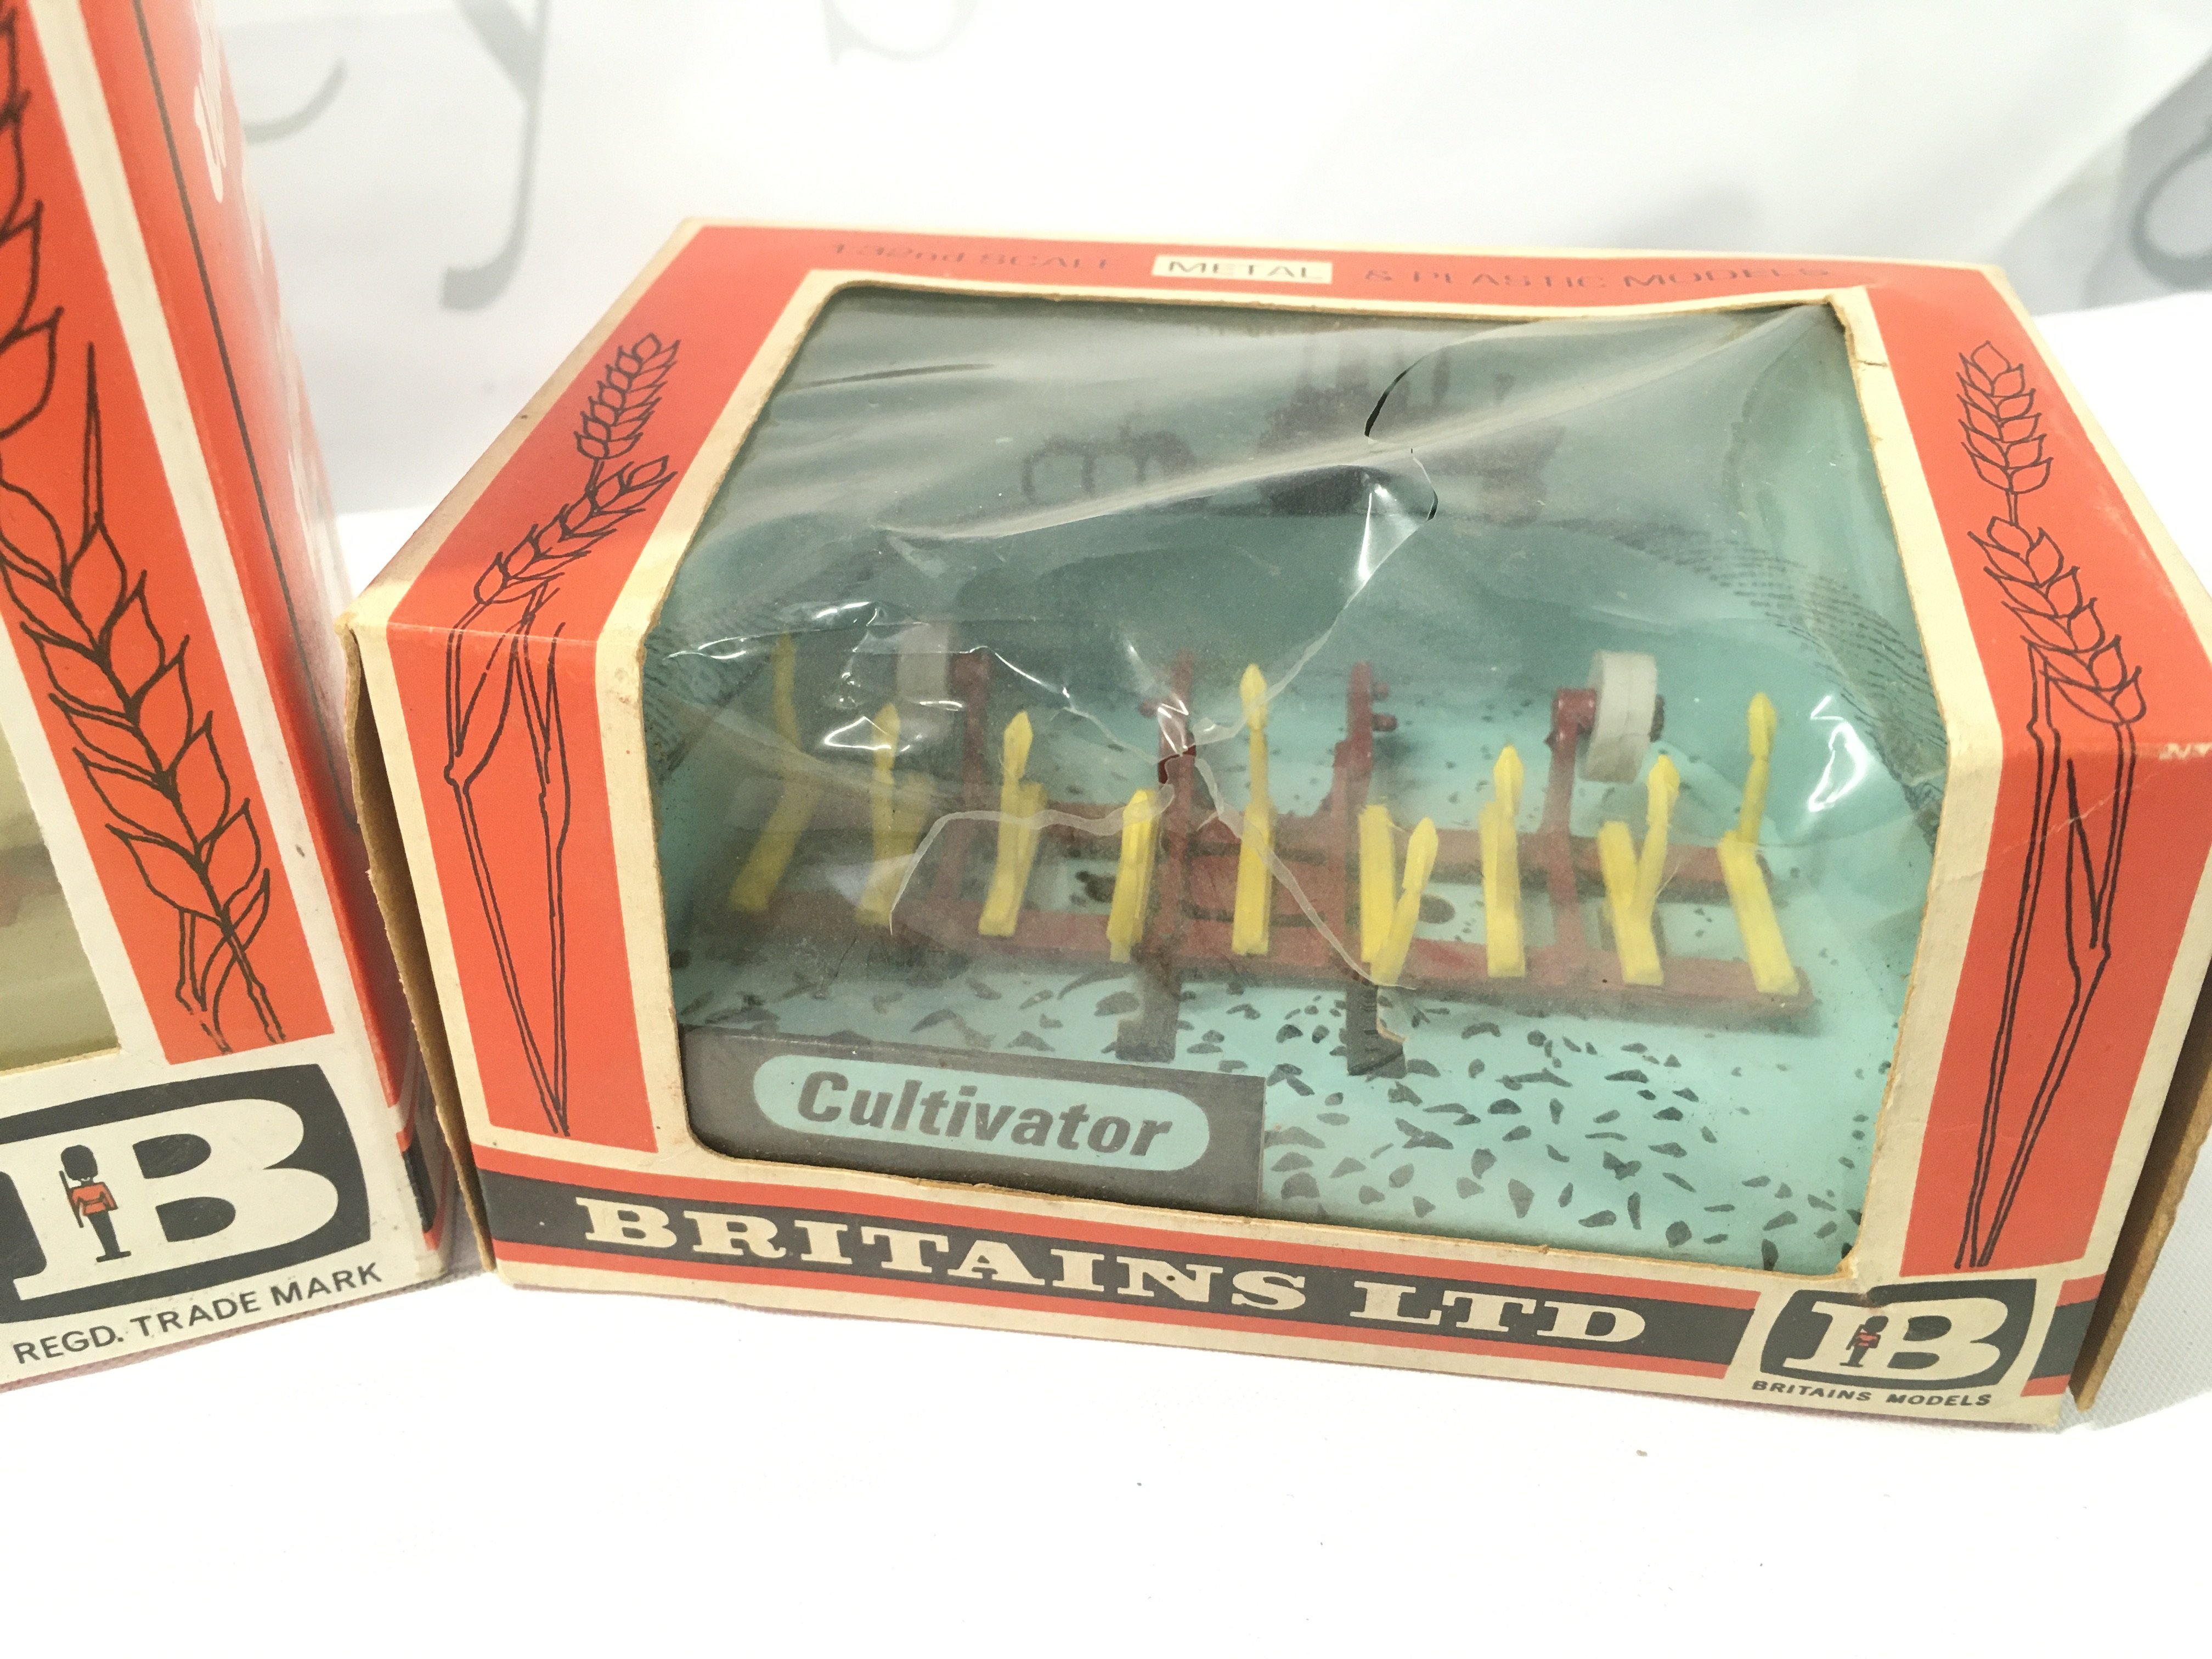 1-32nd SCALE METAL & PLASTIC MODELS
Cultivator
BRITAINS LTD
B
BRITAINS MODELS
B
REGD. TRADE MARK